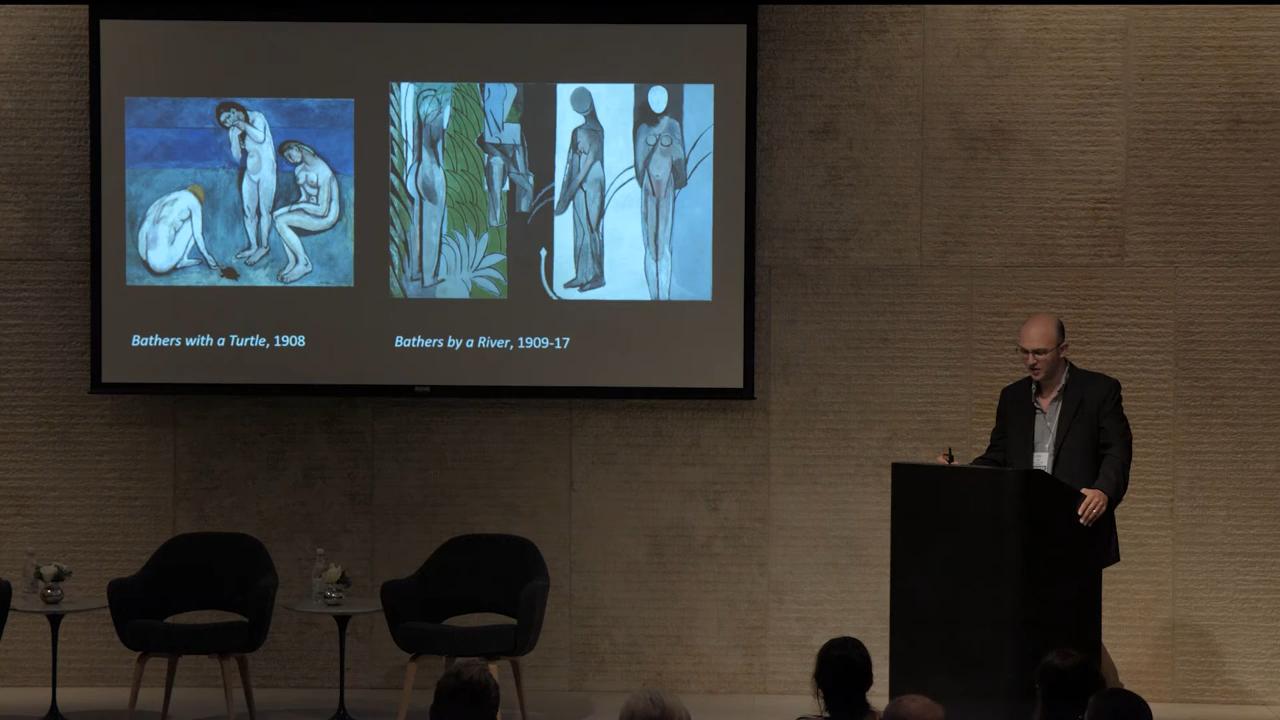 Bathers with a Turtle, 1908
Bathers by a River, 1909-17